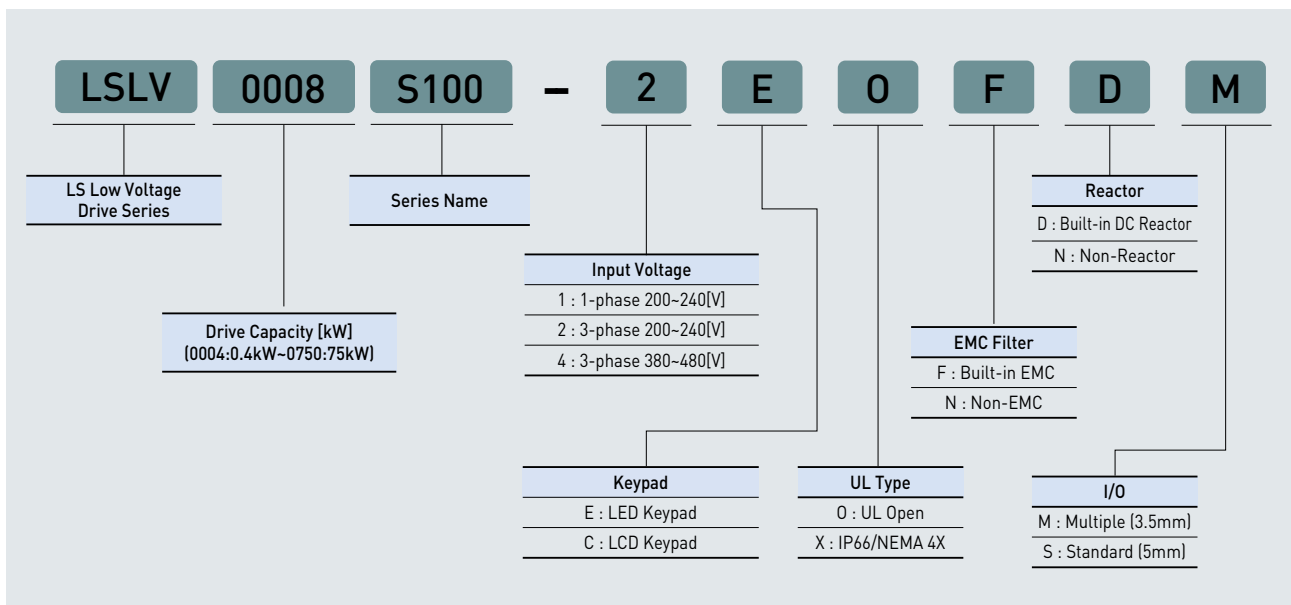 LSLV 0008 S100 - 2 E O F D M
LS Low Voltage
Drive Series
Drive Capacity [kW]
(0004:0.4kW~0750:75kW)
Series Name
Input Voltage
1 : 1-phase 200~240[V]
2 : 3-phase 200~240[V]
4 : 3-phase 380~480[V]
Keypad
E : LED Keypad
C : LCD Keypad
UL Type
O : UL Open
X : IP66/NEMA 4X
EMC Filter
F : Built-in EMC
N : Non-EMC
Reactor
D : Built-in DC Reactor
N : Non-Reactor
I/O
M : Multiple (3.5mm)
S : Standard (5mm)